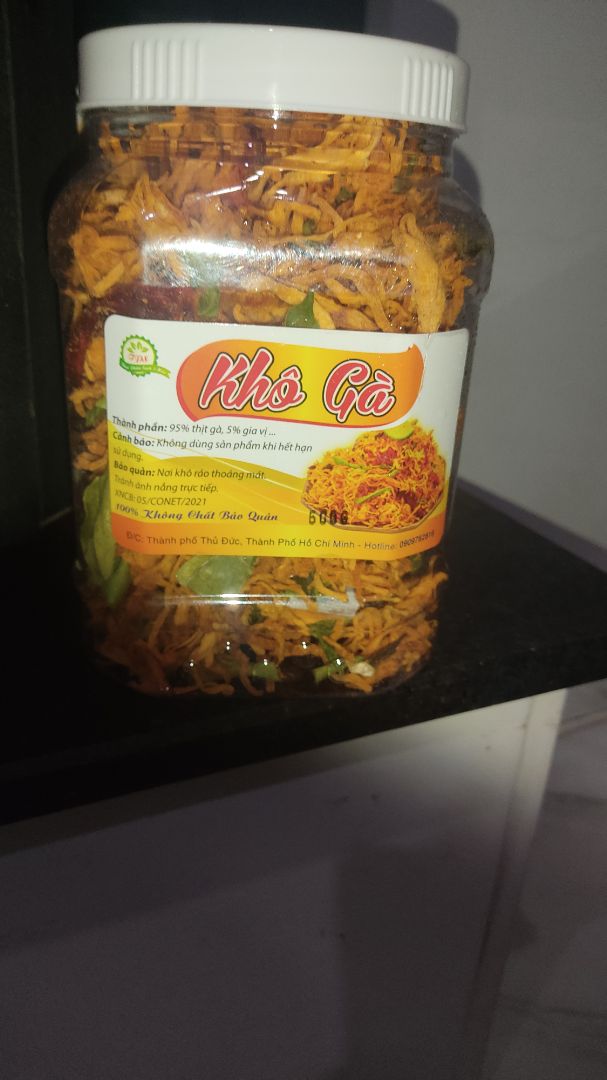 Khô Gà
Thành phần: 95% thịt gà, 5% gia vị ...
Cảnh báo: Không dùng sản phẩm khi hết hạn
sử dụng.
Bảo quản: Nơi khô ráo thoáng mát.
Tránh ánh nắng trực tiếp.
XNCB: 05/CONET/2021
100% Không Chất Bảo Quản
500G
Đ/C: Thành phố Thủ Đức, Thành Phố Hồ Chí Minh - Hotline: